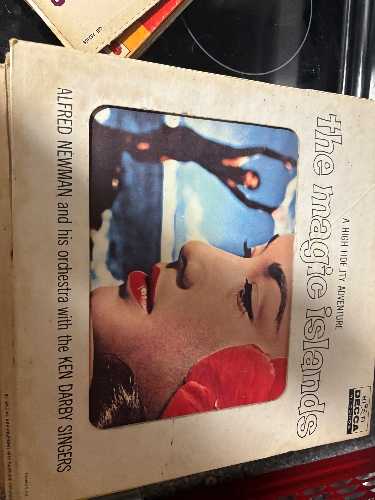 A HIGH FIDELITY ADVENTURE
the magic islands
DECCA
ALFRED NEWMAN and his orchestra with the KEN DARBY SINGERS